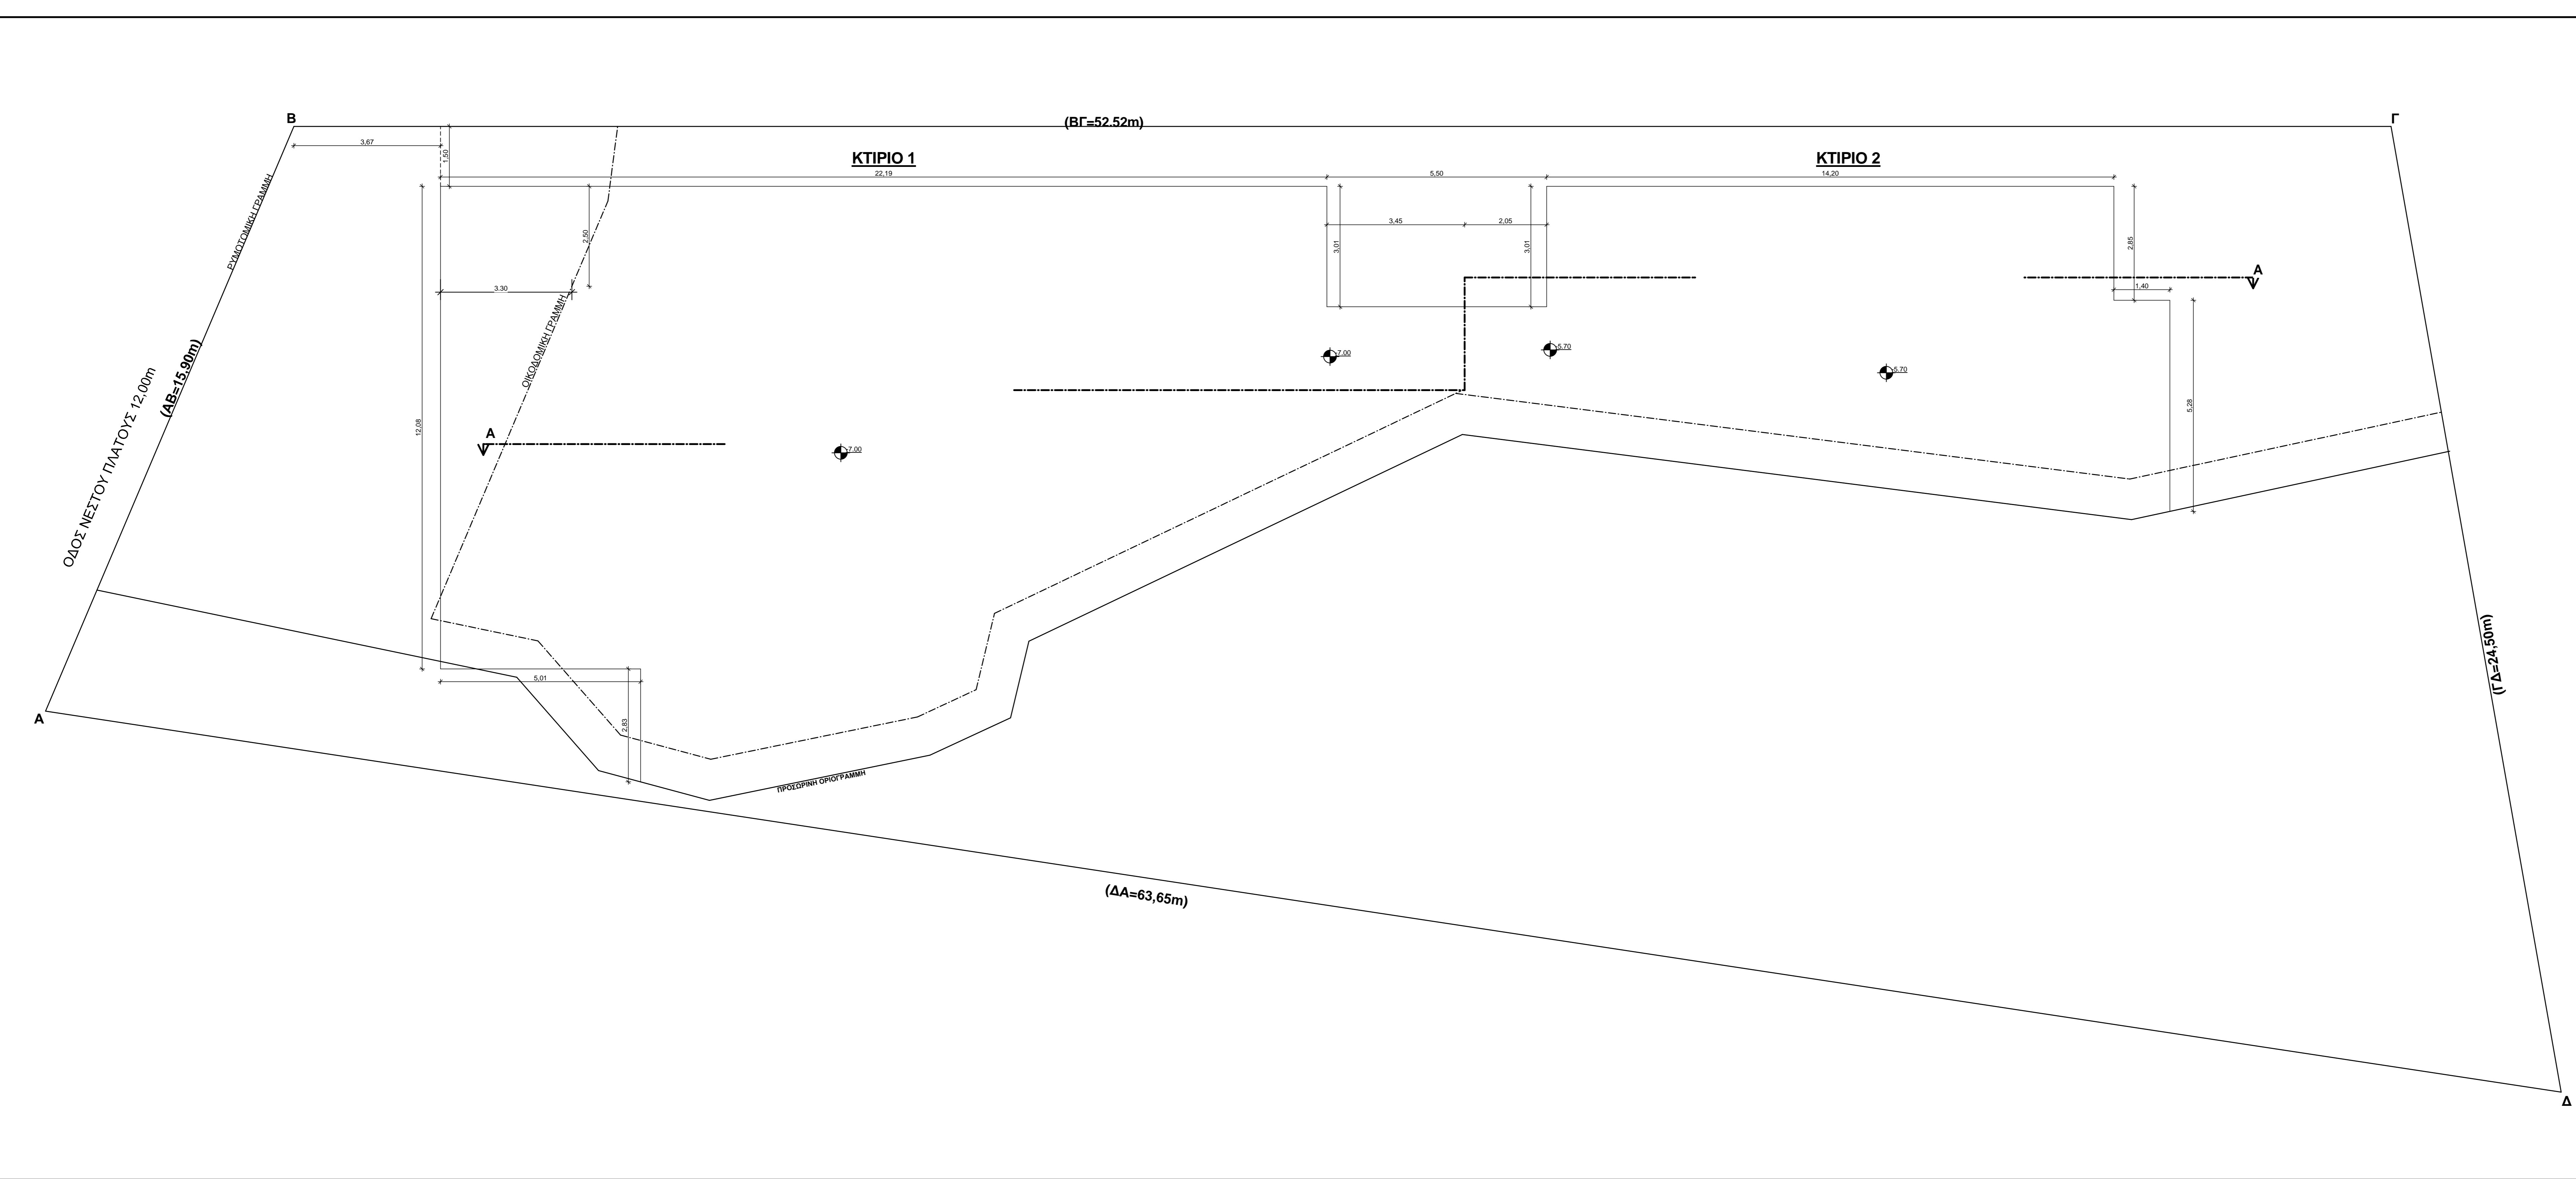 Β
(ΒΓ=52.52m)
Γ
3,67
1,50
ΚΤΙΡΙΟ 1
ΚΤΙΡΙΟ 2
22,19
5,50
14,20
ΡΥΜΟΤΟΜΙΚΗ ΓΡΑΜΜΗ
2,50
3,01
3,45
2,05
3,01
2,85
Α
3.30
1,40
ΟΙΚΟΔΟΜΙΚΗ ΓΡΑΜΜΗ
-7.00
-5.70
-5.70
(ΑΒ=15,90m)
ΟΔΟΣ ΝΕΣΤΟΥ ΠΛΑΤΟΥΣ 12,00m
12,08
5,28
Α
-7.00
5,01
2,83
(ΓΔ=24,50m)
Α
ΠΡΟΣΩΡΙΝΗ ΟΡΙΟΓΡΑΜΜΗ
(ΔΑ=63,65m)
Δ